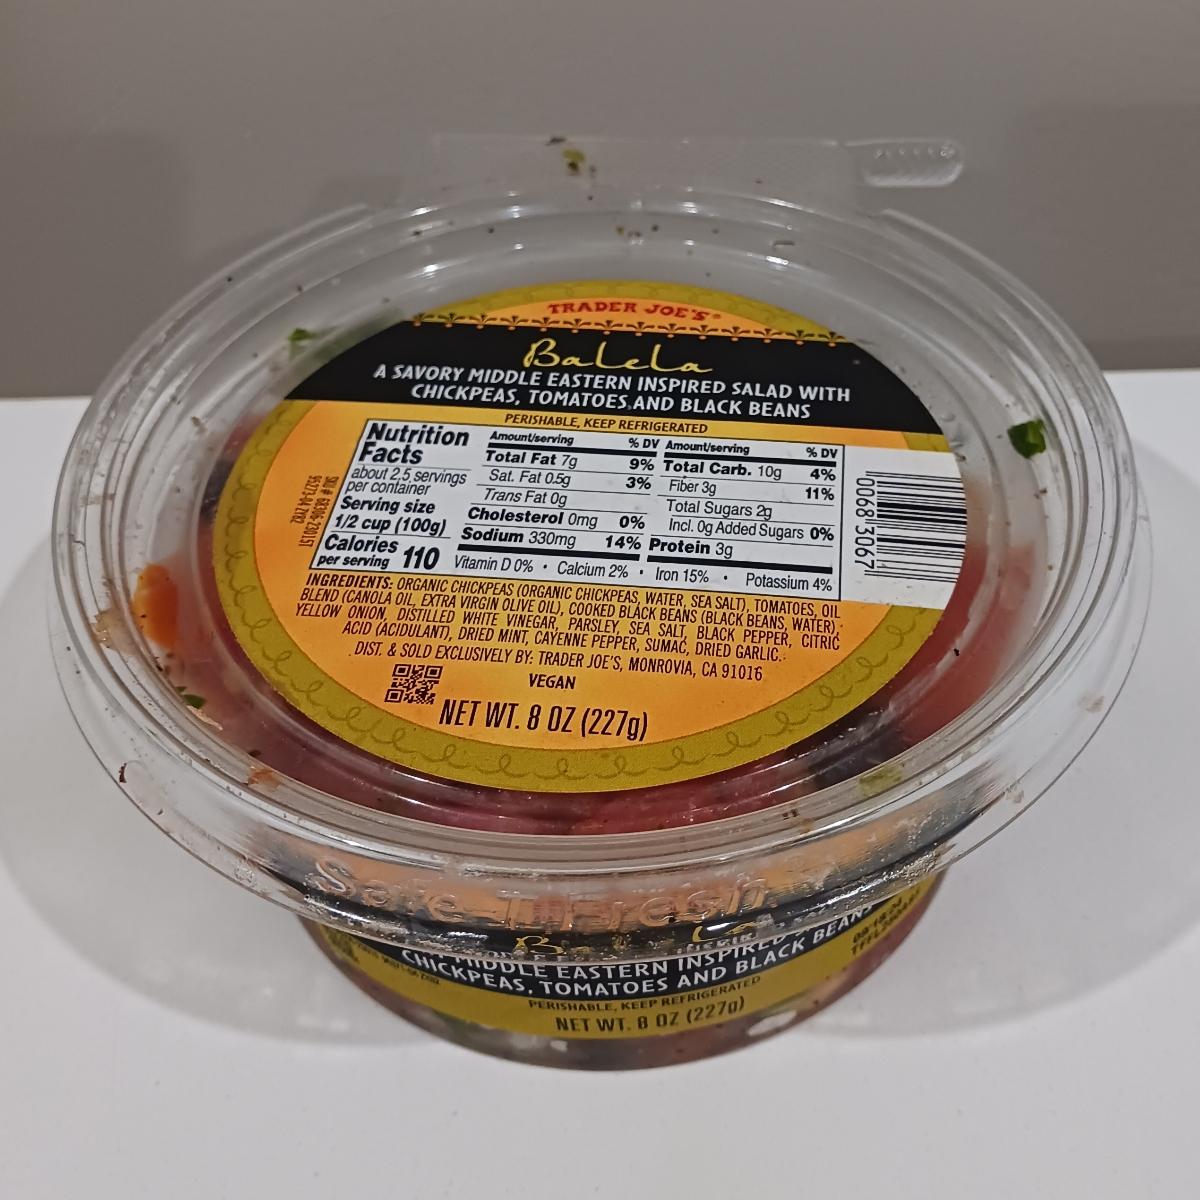 TRADER JOE'S®
Balela
A SAVORY MIDDLE EASTERN INSPIRED SALAD WITH
CHICKPEAS, TOMATOES AND BLACK BEANS
PERISHABLE, KEEP REFRIGERATED
Nutrition
Facts
about 2.5 servings
per container
Serving size
1/2 cup (100g)
Calories
per serving 110
Amount/serving % DV
Total Fat 7g 9%
Sat. Fat 0.5g 3%
Trans Fat 0g
Cholesterol 0mg 0%
Sodium 330mg 14%
Amount/serving % DV
Total Carb. 10g 4%
Fiber 3g 11%
Total Sugars 2g
Incl. 0g Added Sugars 0%
Protein 3g
Vitamin D 0% • Calcium 2% • Iron 15% • Potassium 4%
0068 3067
INGREDIENTS: ORGANIC CHICKPEAS (ORGANIC CHICKPEAS, WATER, SEA SALT), TOMATOES, OIL
BLEND (CANOLA OIL, EXTRA VIRGIN OLIVE OIL), COOKED BLACK BEANS (BLACK BEANS, WATER),
YELLOW ONION, DISTILLED WHITE VINEGAR, PARSLEY, SEA SALT, BLACK PEPPER, CITRIC
ACID (ACIDULANT), DRIED MINT, CAYENNE PEPPER, SUMAC, DRIED GARLIC.
DIST. & SOLD EXCLUSIVELY BY: TRADER JOE'S, MONROVIA, CA 91016
VEGAN
NET WT. 8 OZ (227g)
MIDDLE EASTERN INSPIRED
CHICKPEAS, TOMATOES AND BLACK BEANS
PERISHABLE, KEEP REFRIGERATED
NET WT. 8 OZ (227g)